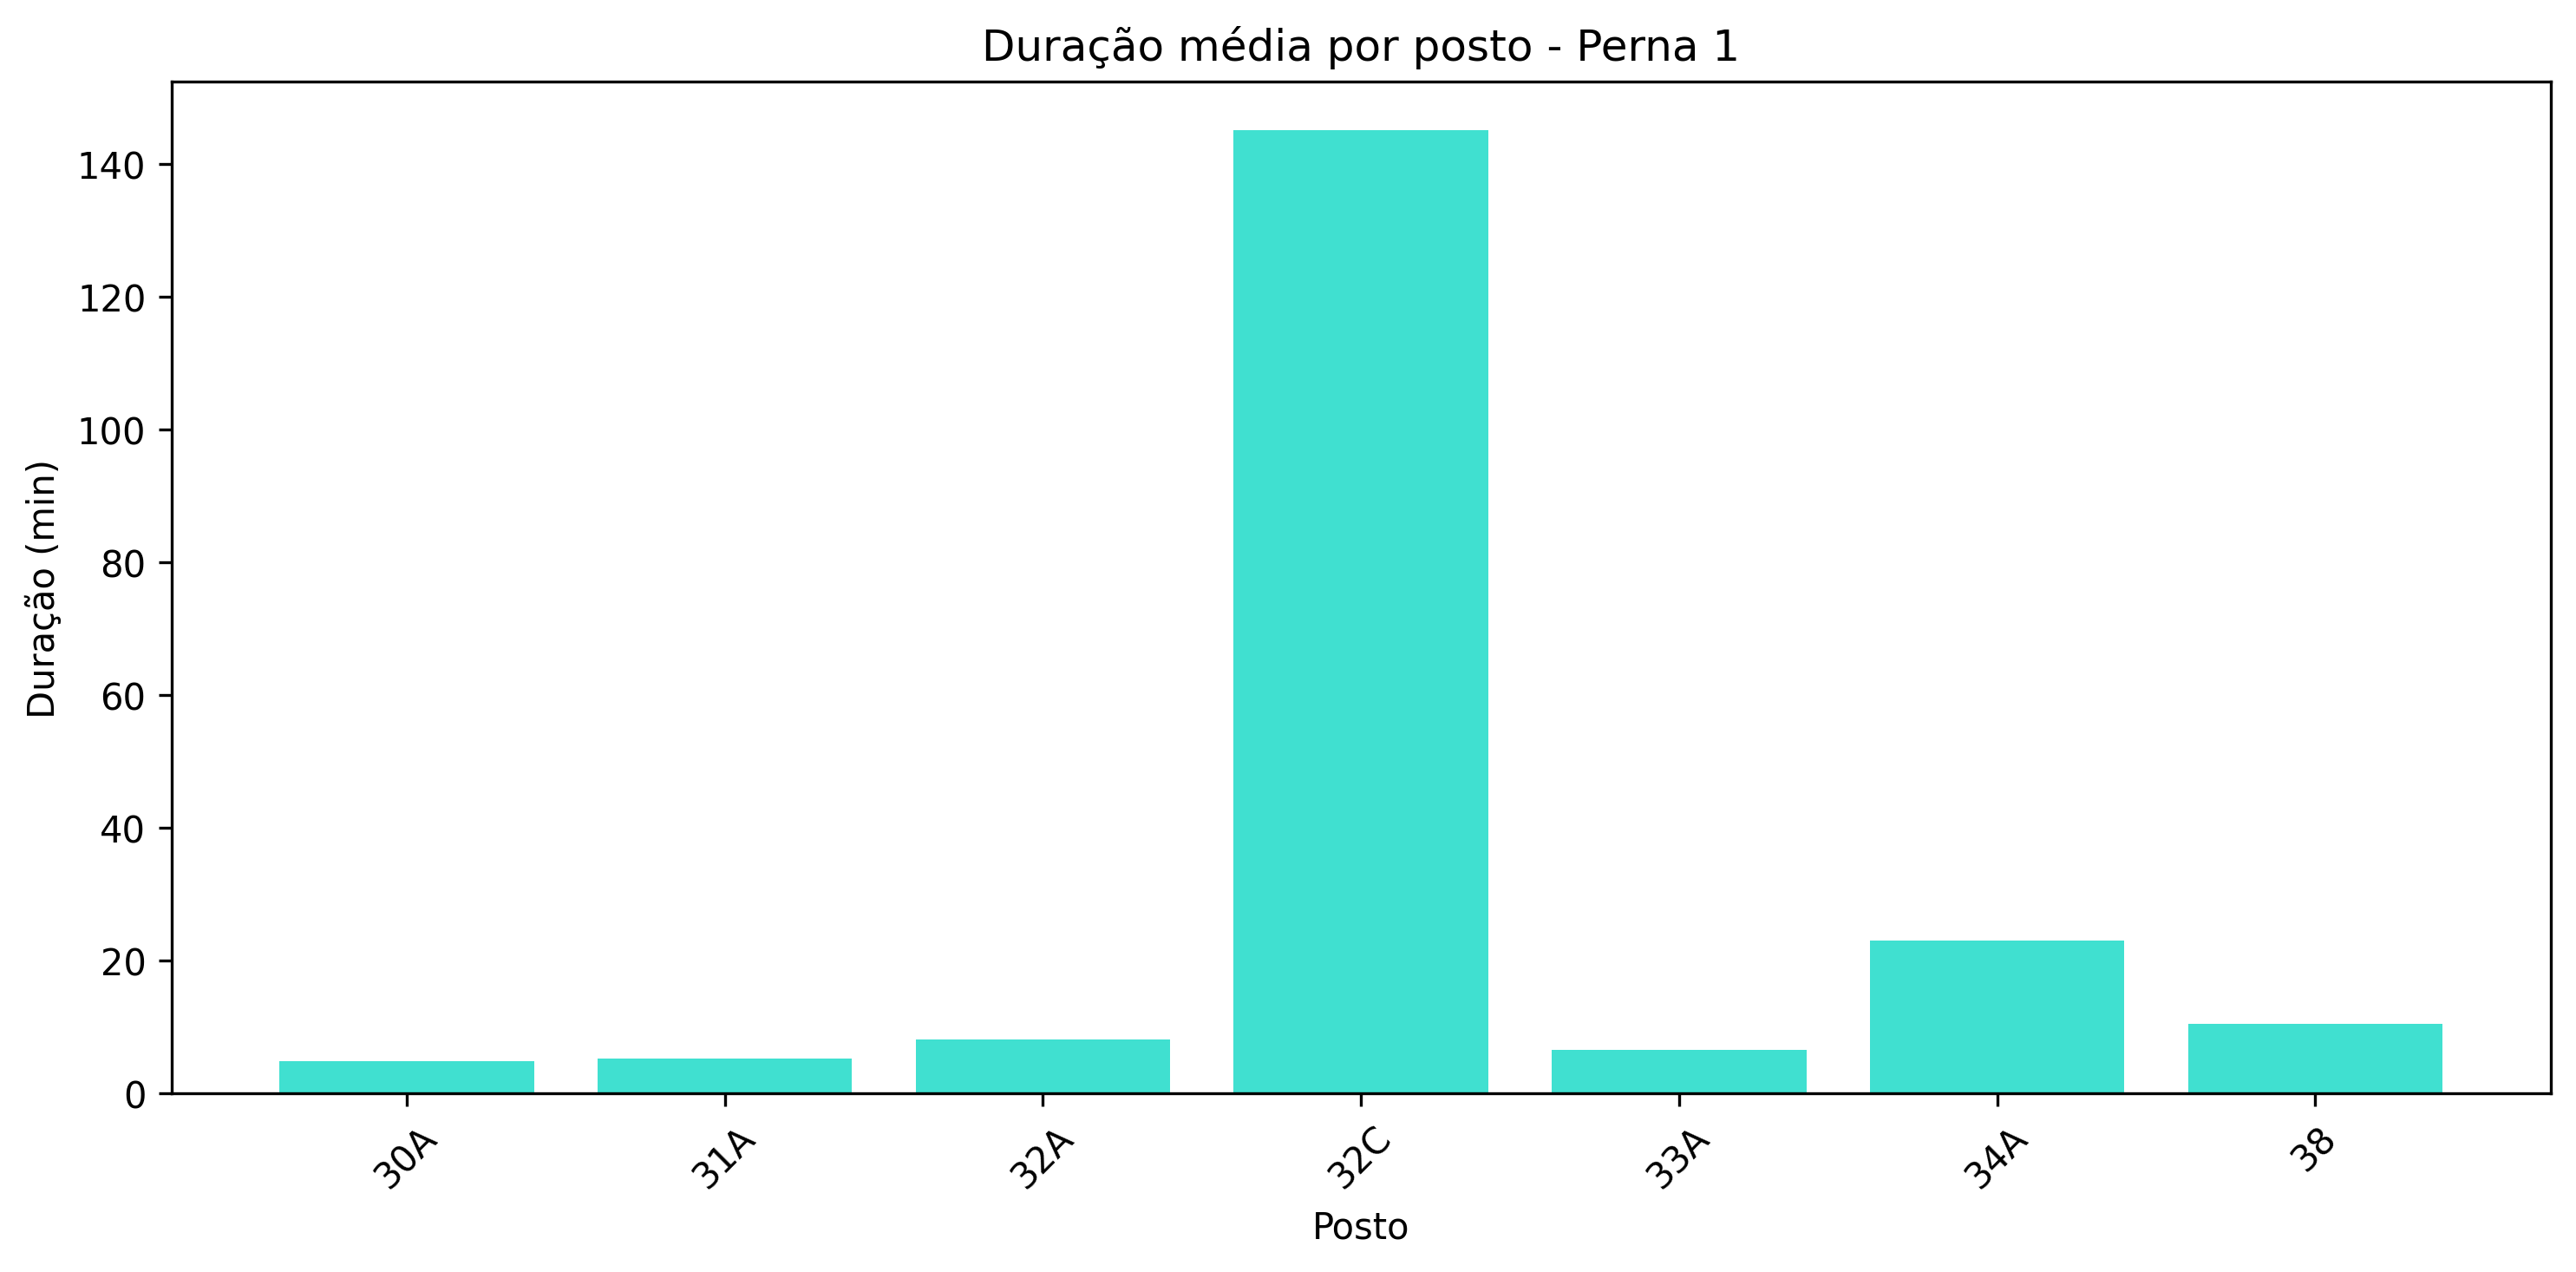 Duração média por posto - Perna 1
Duração (min)
140
120
100
80
60
40
20
0
30A
31A
32A
32C
33A
34A
38
Posto